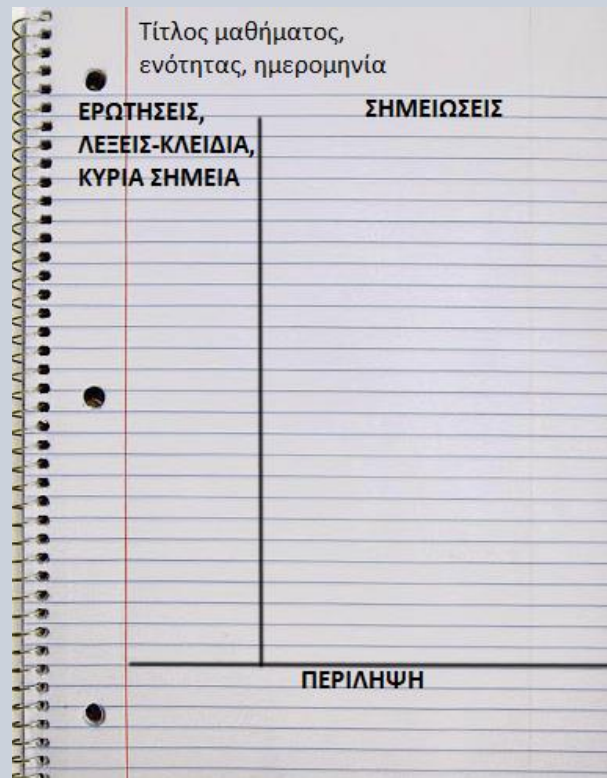 Τίτλος μαθήματος,
ενότητας, ημερομηνία
ΕΡΩΤΗΣΕΙΣ,
ΛΕΞΕΙΣ-ΚΛΕΙΔΙΑ,
ΚΥΡΙΑ ΣΗΜΕΙΑ
ΣΗΜΕΙΩΣΕΙΣ
ΠΕΡΙΛΗΨΗ